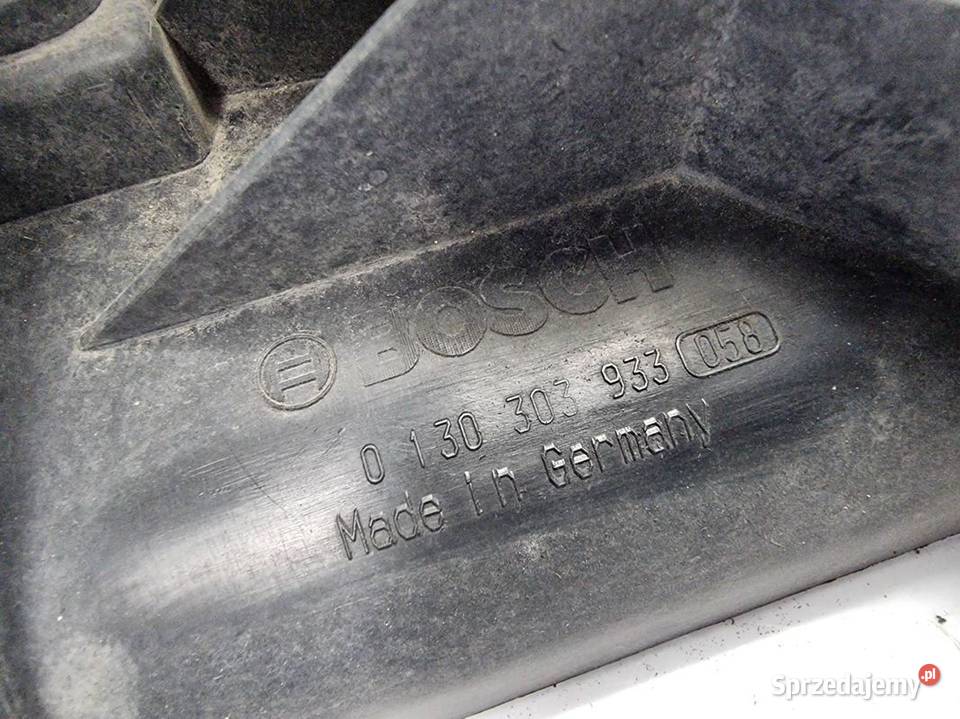 BOSCH
0 130 303 933 058
Made in Germany
Sprzedajemy.pl